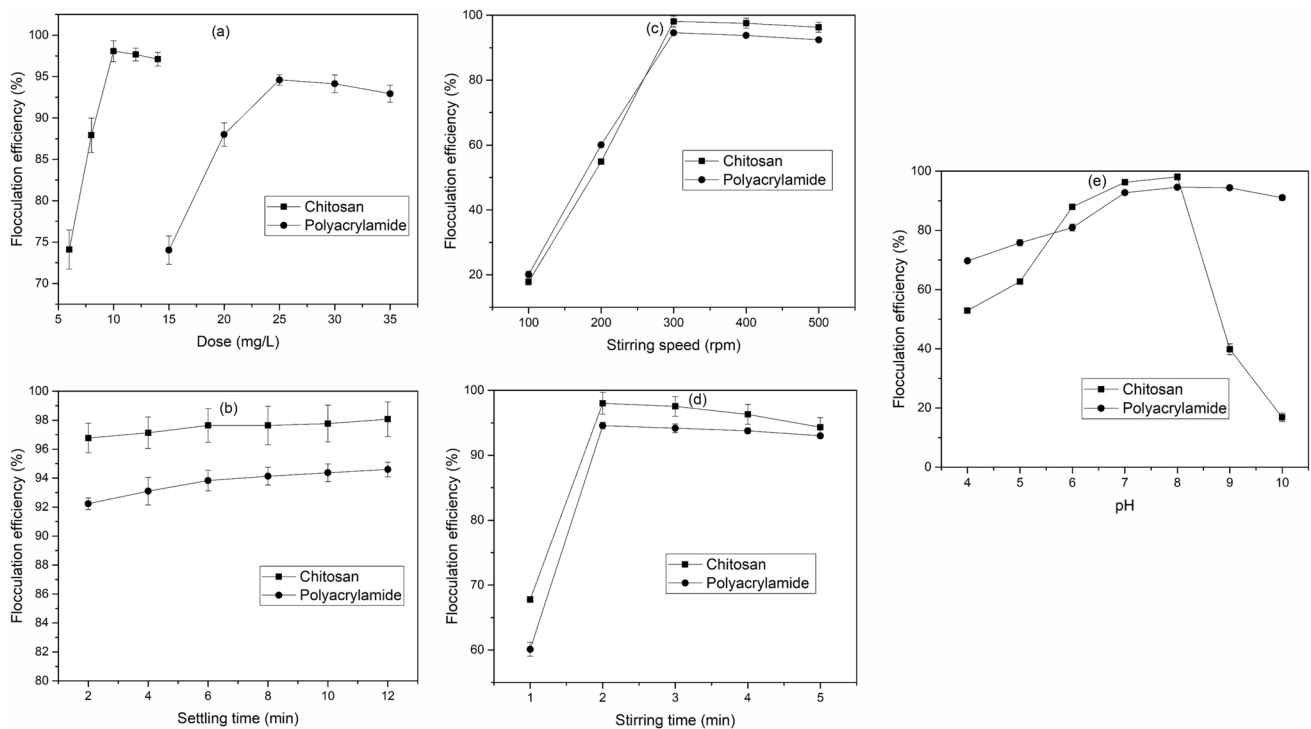 (a)
Flocculation efficiency (%)
100
95
90
85
80
75
70
Chitosan
Polyacrylamide
5 10 15 20 25 30 35
Dose (mg/L)
(b)
Flocculation efficiency (%)
100
98
96
94
92
90
88
86
84
82
80
Chitosan
Polyacrylamide
2 4 6 8 10 12
Settling time (min)
(c)
Flocculation efficiency (%)
100
80
60
40
20
Chitosan
Polyacrylamide
100 200 300 400 500
Stirring speed (rpm)
(d)
Flocculation efficiency (%)
100
90
80
70
60
Chitosan
Polyacrylamide
1 2 3 4 5
Stirring time (min)
(e)
Flocculation efficiency (%)
100
80
60
40
20
0
Chitosan
Polyacrylamide
4 5 6 7 8 9 10
pH